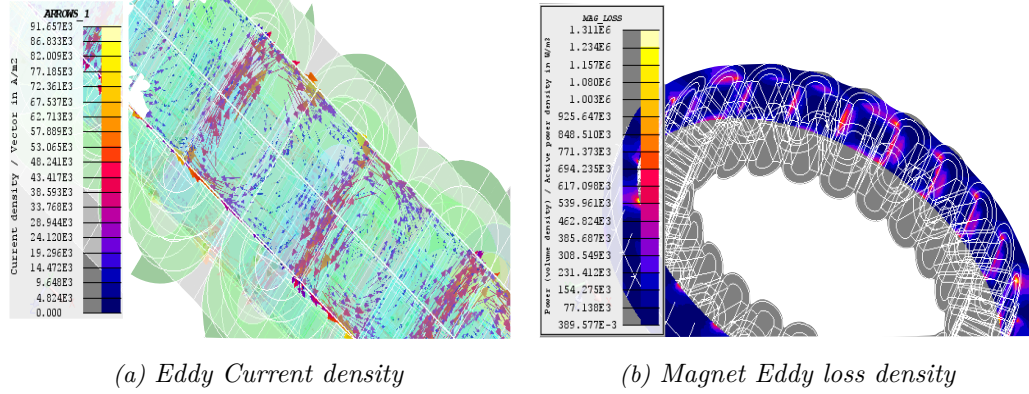 ARROWS_1
91.657E3
86.833E3
82.009E3
77.185E3
72.361E3
67.537E3
62.713E3
57.889E3
53.065E3
48.241E3
43.417E3
38.593E3
33.768E3
28.944E3
24.120E3
19.296E3
14.472E3
9.648E3
4.824E3
0.000
Current density / Vector in A/m2
MAG_LOSS
1.311E6
1.234E6
1.157E6
1.080E6
1.003E6
925.647E3
848.510E3
771.373E3
694.235E3
617.098E3
539.961E3
462.824E3
385.687E3
308.549E3
231.412E3
154.275E3
77.138E3
389.577E-3
Power (volume density) / Active power density in W/m3
(a) Eddy Current density
(b) Magnet Eddy loss density